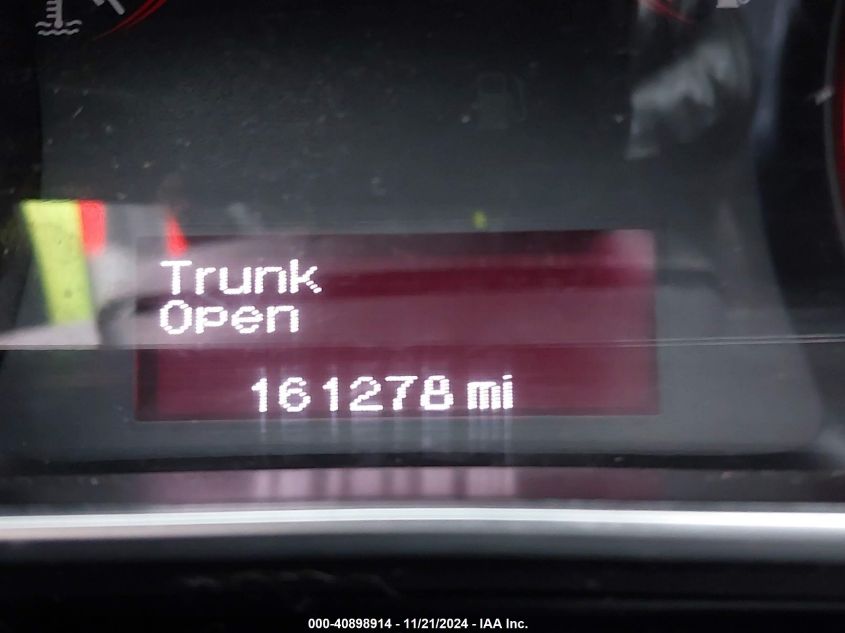 Trunk
Open
161278 mi
000-40898914 - 11/21/2024 - IAA Inc.